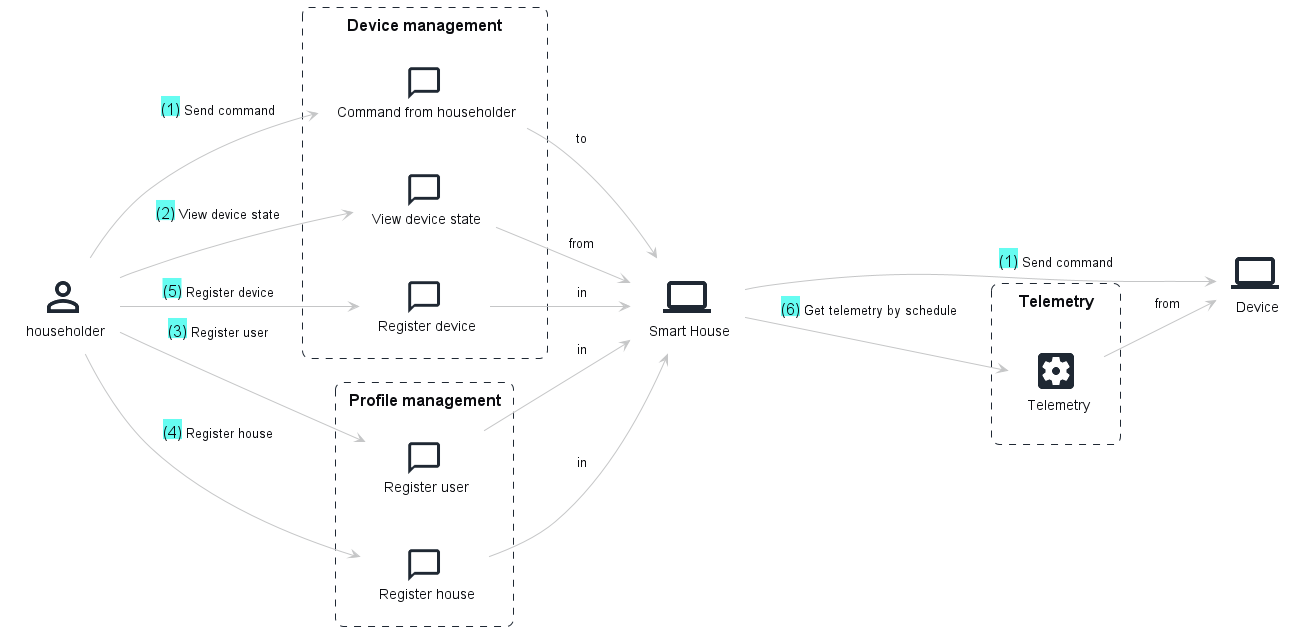 Device management
Command from householder
(1) Send command
to
(2) View device state
View device state
from
(5) Register device
Register device
in
(3) Register user
householder
Smart House
in
Profile management
(4) Register house
Register user
in
Register house
(1) Send command
(6) Get telemetry by schedule
Telemetry
from
Device
Telemetry